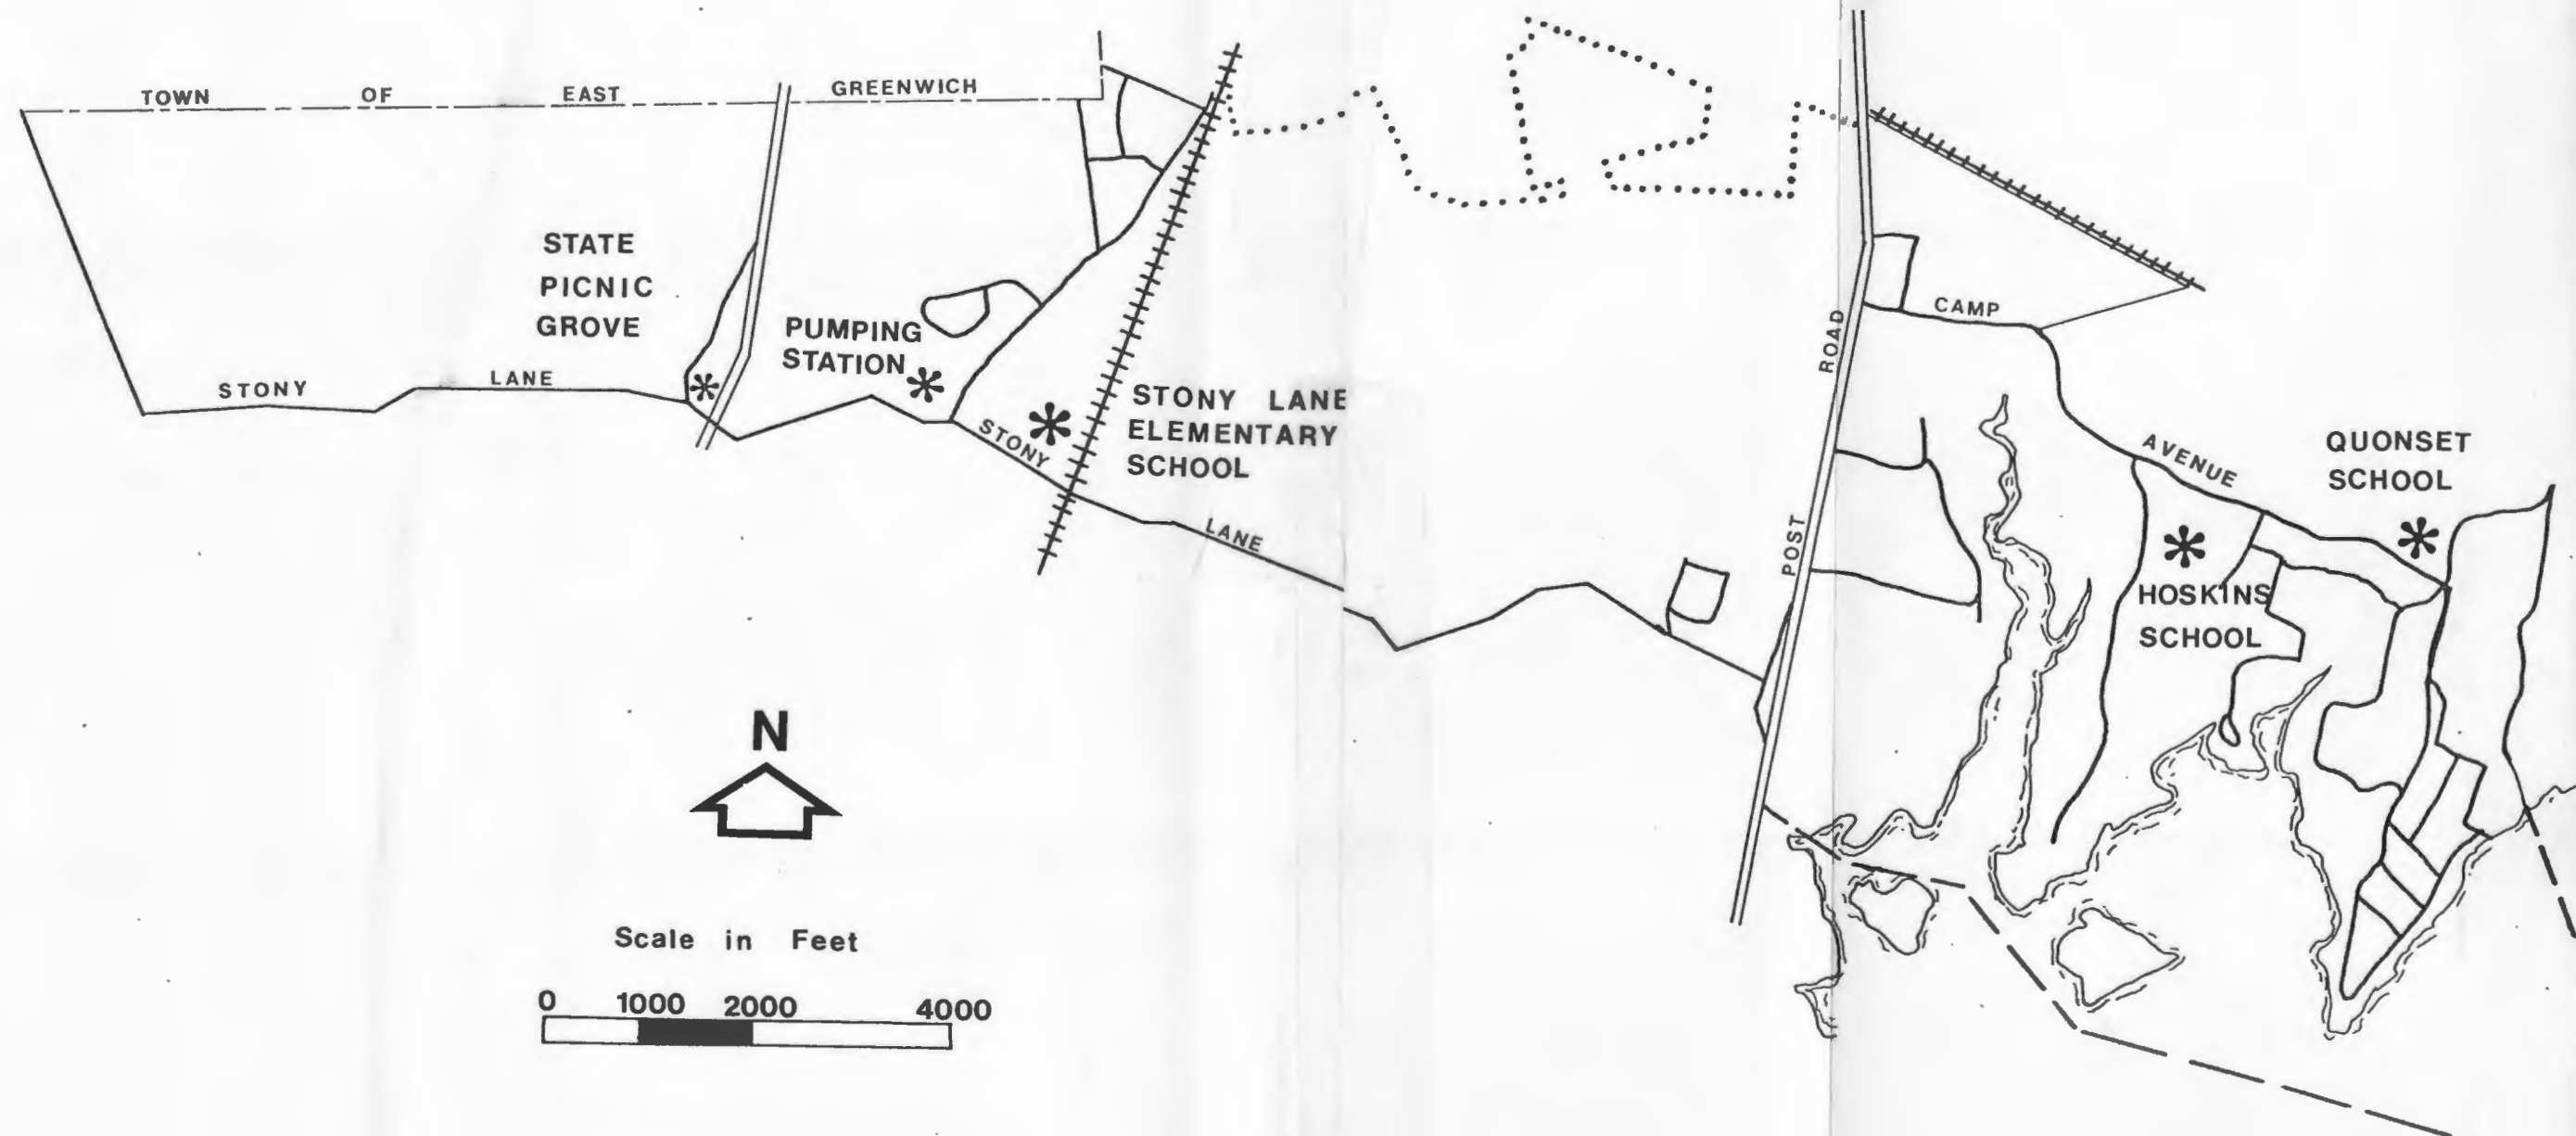 TOWN OF EAST GREENWICH
STATE
PICNIC
GROVE
PUMPING
STATION
STONY LANE
STONY LANE
STONY LANE
ELEMENTARY
SCHOOL
POST ROAD
CAMP AVENUE
QUONSET
SCHOOL
HOSKINS
SCHOOL
N
Scale in Feet
0 1000 2000 4000